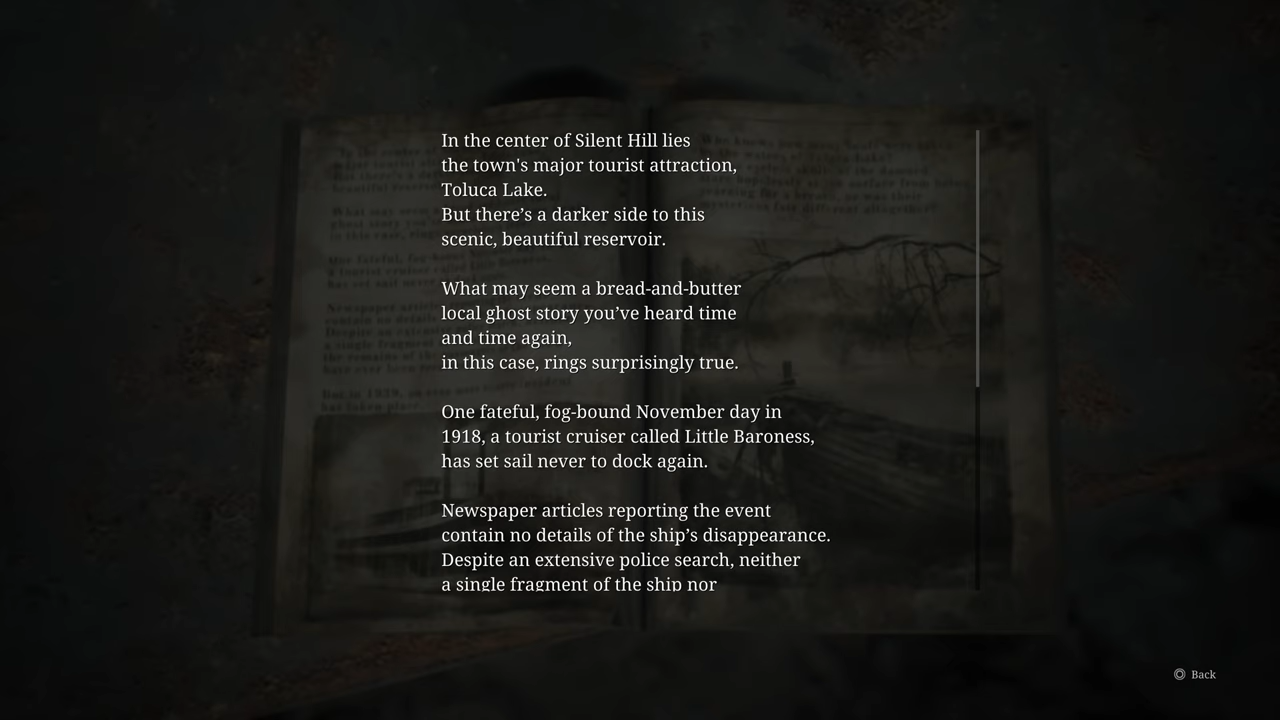 In the center of Silent Hill lies
the town's major tourist attraction,
Toluca Lake.
But there’s a darker side to this
scenic, beautiful reservoir.
What may seem a bread-and-butter
local ghost story you’ve heard time
and time again,
in this case, rings surprisingly true.
One fateful, fog-bound November day in
1918, a tourist cruiser called Little Baroness,
has set sail never to dock again.
Newspaper articles reporting the event
contain no details of the ship’s disappearance.
Despite an extensive police search, neither
a single fragment of the ship nor
Back